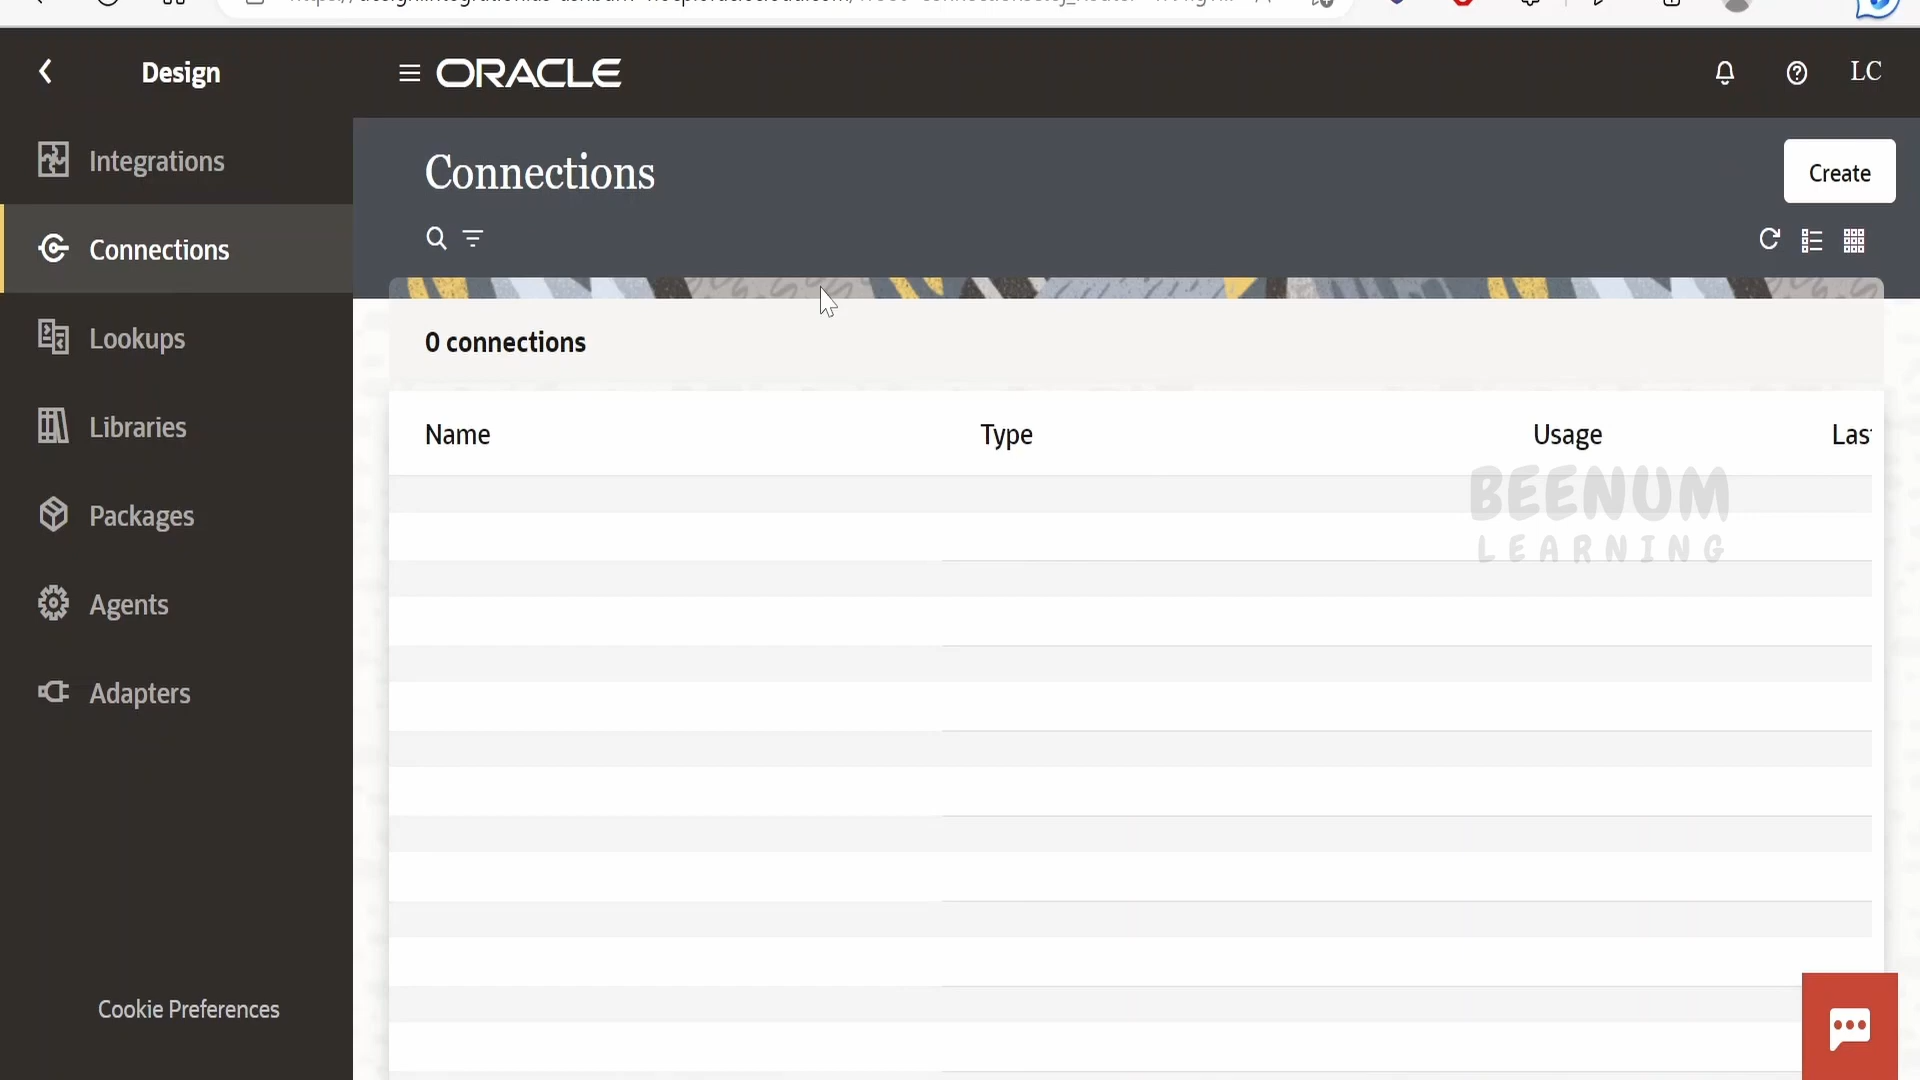 Design
ORACLE
LC
Integrations
Connections
Create
Connections
Lookups
0 connections
Libraries
Name Type Usage Las
BEENUM
LEARNING
Packages
Agents
Adapters
Cookie Preferences